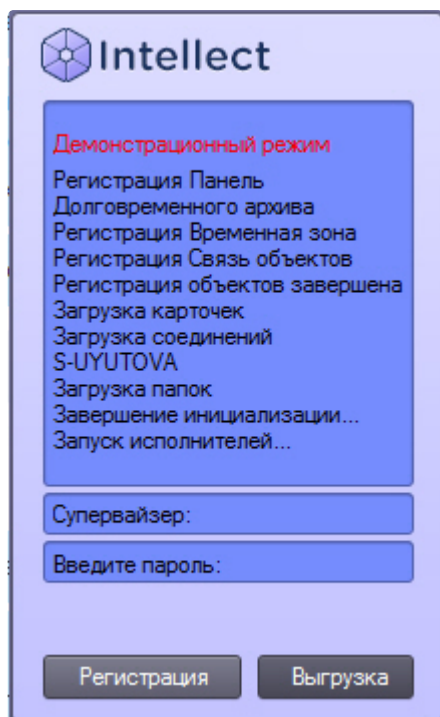 Intellect
Демонстрационный режим
Регистрация Панель
Долговременного архива
Регистрация Временная зона
Регистрация Связь объектов
Регистрация объектов завершена
Загрузка карточек
Загрузка соединений
S-UYUTOVA
Загрузка папок
Завершение инициализации...
Запуск исполнителей...
Супервайзер:
Введите пароль:
Регистрация
Выгрузка